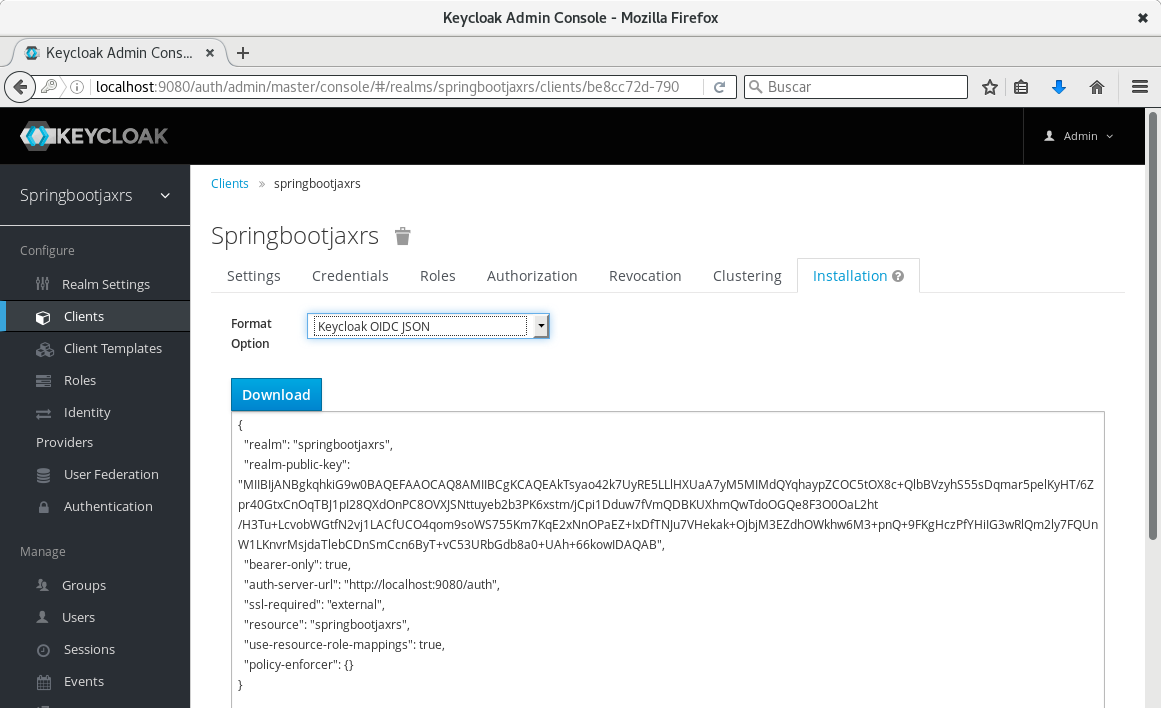 Keycloak Admin Console - Mozilla Firefox
Keycloak Admin Cons...
localhost:9080/auth/admin/master/console/#/realms/springbootjaxrs/clients/be8cc72d-790
Buscar
KEYCLOAK
Admin
Springbootjaxrs
Configure
Realm Settings
Clients
Client Templates
Roles
Identity
Providers
User Federation
Authentication
Manage
Groups
Users
Sessions
Events
Clients » springbootjaxrs
Springbootjaxrs
Settings Credentials Roles Authorization Revocation Clustering Installation
Format
Option
Keycloak OIDC JSON
Download
{
"realm": "springbootjaxrs",
"realm-public-key":
"MIIBIjANBgkqhkiG9w0BAQEFAAOCAQ8AMIIBCgKCAQEAkTsyao42k7UyRE5LLlHXUaA7yM5MIMdQYqhaypZCOC5tOX8c+QlbBVzyhS55sDqmar5pelKyHT/6Z
pr40GtxCnOqTBJ1pI28QXdOnPC8OVXJSNttuyeb2b3PK6xstm/jCpi1Dduw7fVmQDBKUXhmQwTdoOGQe8F3O0OaL2ht
/H3Tu+LcvobWGtfN2vj1LACfUCO4qom9soWS755Km7KqE2xNnOPaEZ+IxDfTNJu7VHekak+OjbjM3EZdhOWkhw6M3+pnQ+9FKgHczPfYHiIG3wRlQm2ly7FQUn
W1LKnvrMsjdaTlebCDnSmCcn6ByT+vC53URbGdb8a0+UAh+66kowIDAQAB",
"bearer-only": true,
"auth-server-url": "http://localhost:9080/auth",
"ssl-required": "external",
"resource": "springbootjaxrs",
"use-resource-role-mappings": true,
"policy-enforcer": {}
}